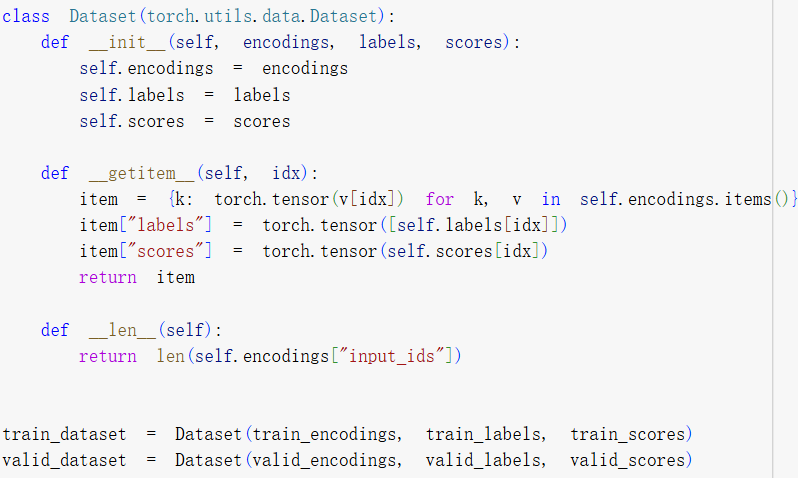 class Dataset(torch.utils.data.Dataset):
    def __init__(self, encodings, labels, scores):
        self.encodings = encodings
        self.labels = labels
        self.scores = scores

    def __getitem__(self, idx):
        item = {k: torch.tensor(v[idx]) for k, v in self.encodings.items()}
        item["labels"] = torch.tensor([self.labels[idx]])
        item["scores"] = torch.tensor(self.scores[idx])
        return item

    def __len__(self):
        return len(self.encodings["input_ids"])


train_dataset = Dataset(train_encodings, train_labels, train_scores)
valid_dataset = Dataset(valid_encodings, valid_labels, valid_scores)